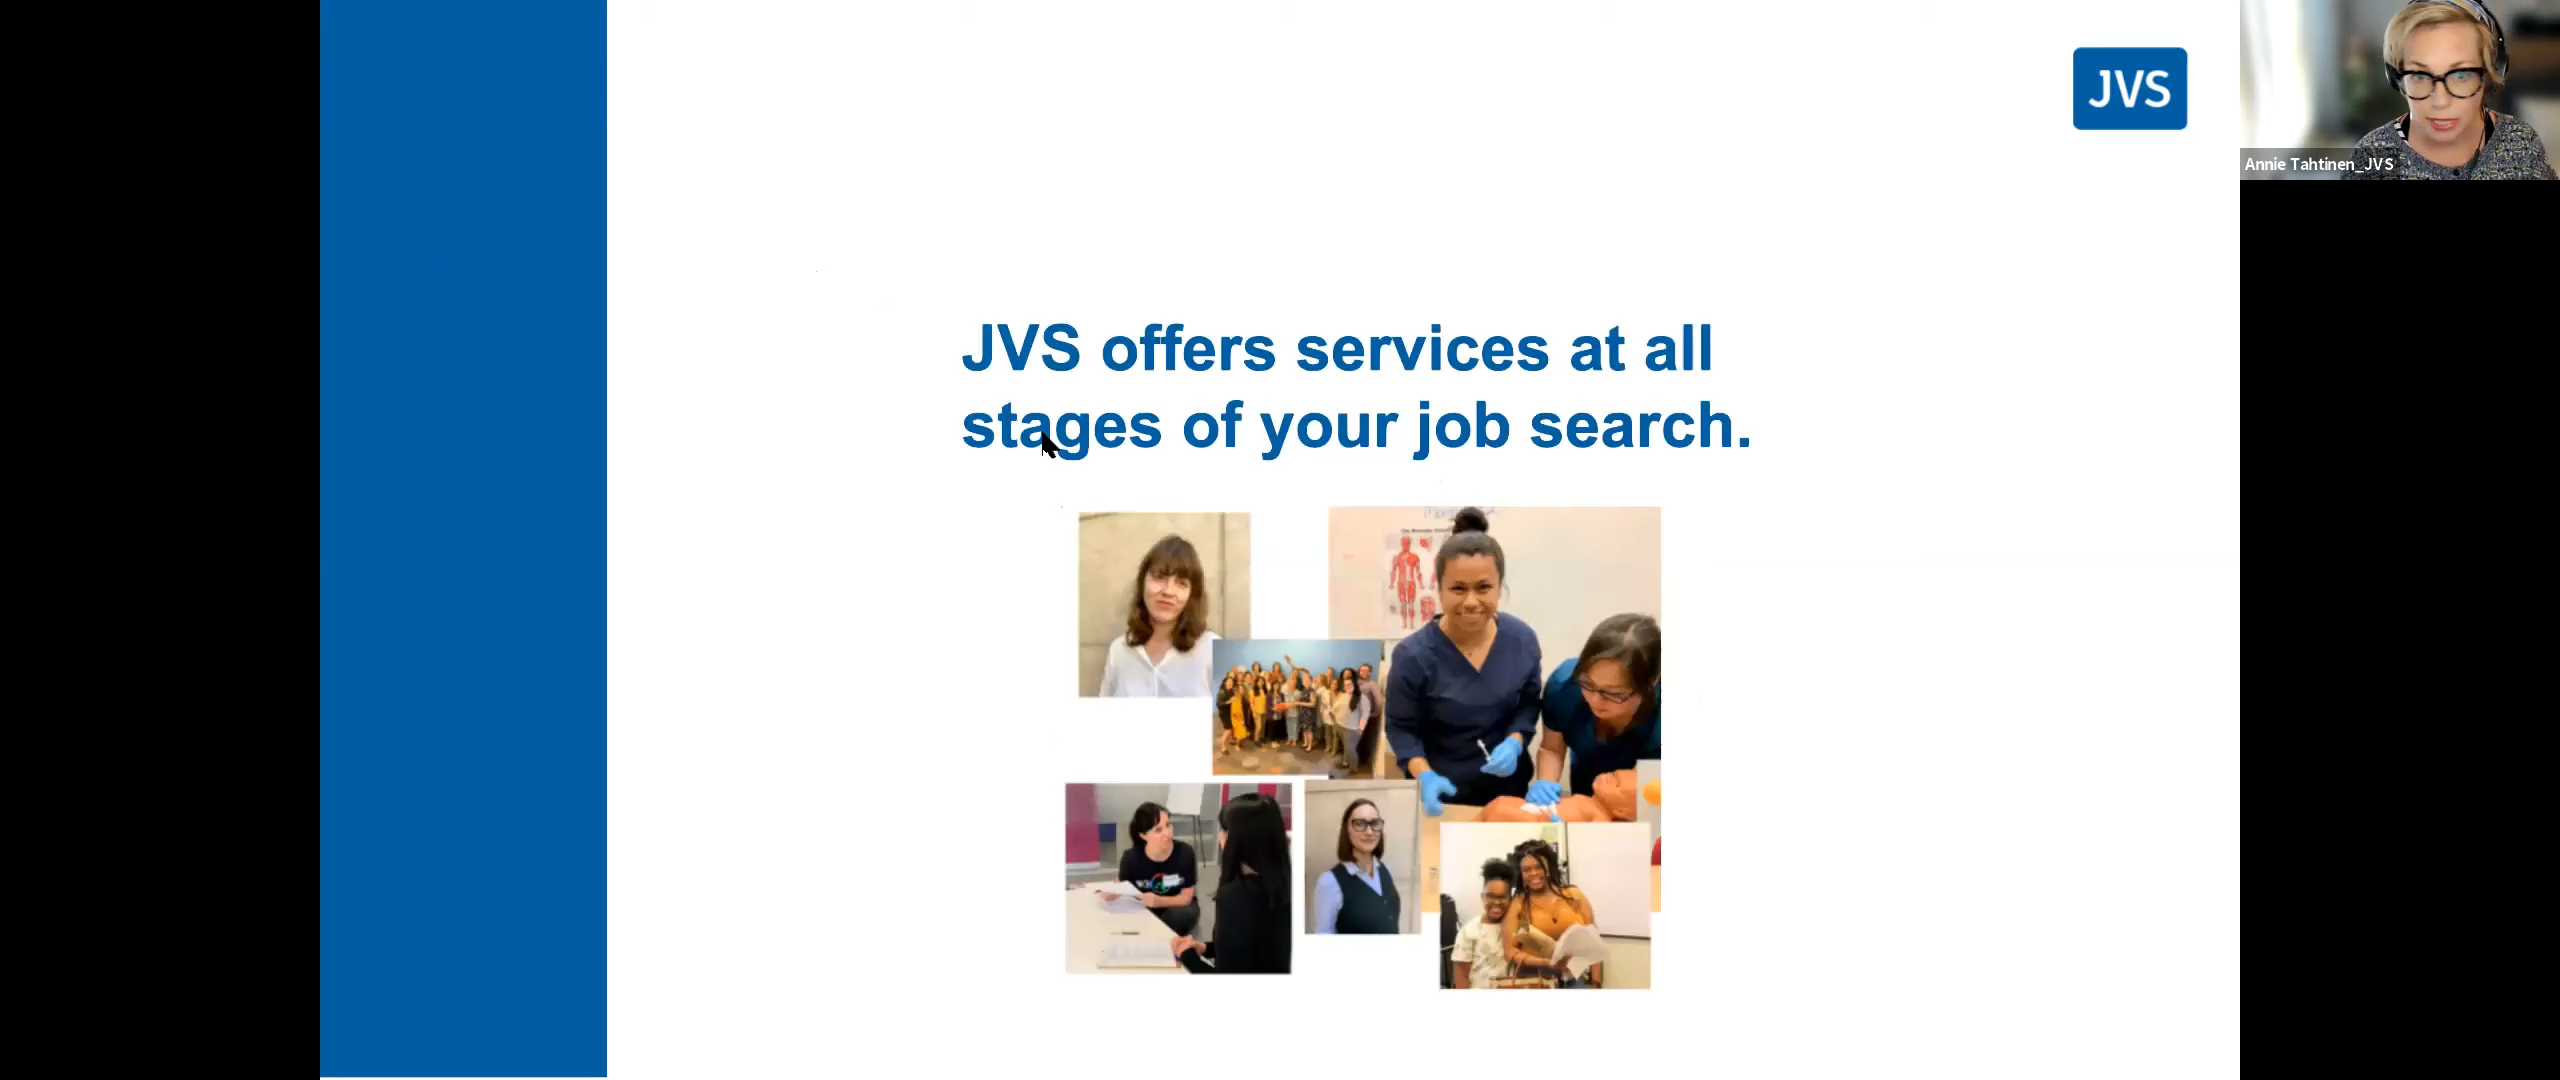 JVS
Annie Tahtinen_JVS
JVS offers services at all
stages of your job search.